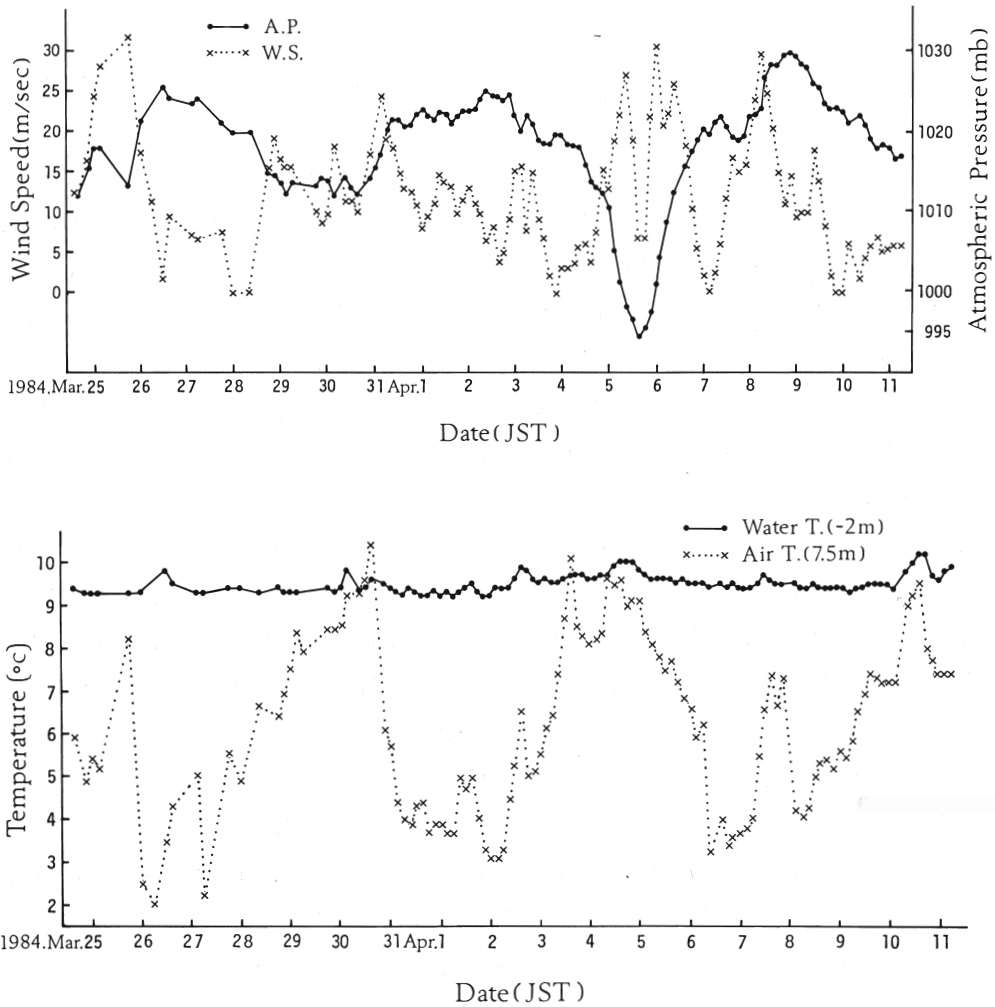 A.P.
W.S.
Wind Speed(m/sec)
30
25
20
15
10
5
0
Atmospheric Pressure(mb)
1030
1020
1010
1000
995
1984.Mar.25 26 27 28 29 30 31 Apr.1 2 3 4 5 6 7 8 9 10 11
Date(JST)
Water T.(-2m)
Air T.(7.5m)
Temperature (°c)
10
9
8
7
6
5
4
3
2
1984.Mar.25 26 27 28 29 30 31 Apr.1 2 3 4 5 6 7 8 9 10 11
Date(JST)